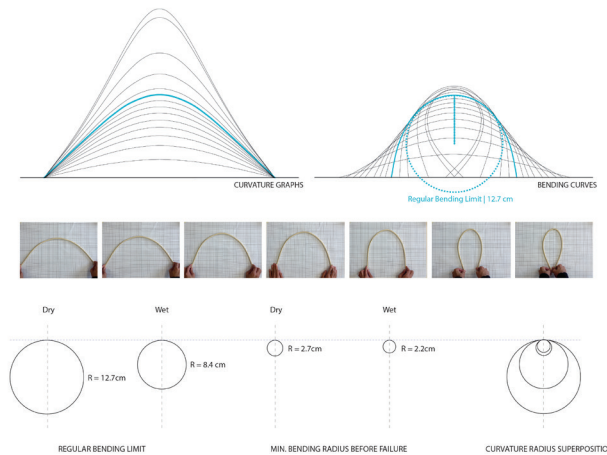 CURVATURE GRAPHS
BENDING CURVES
Regular Bending Limit | 12.7 cm
Dry
Wet
Dry
Wet
R = 12.7cm
R = 8.4 cm
R = 2.7cm
R = 2.2cm
REGULAR BENDING LIMIT
MIN. BENDING RADIUS BEFORE FAILURE
CURVATURE RADIUS SUPERPOSITIO